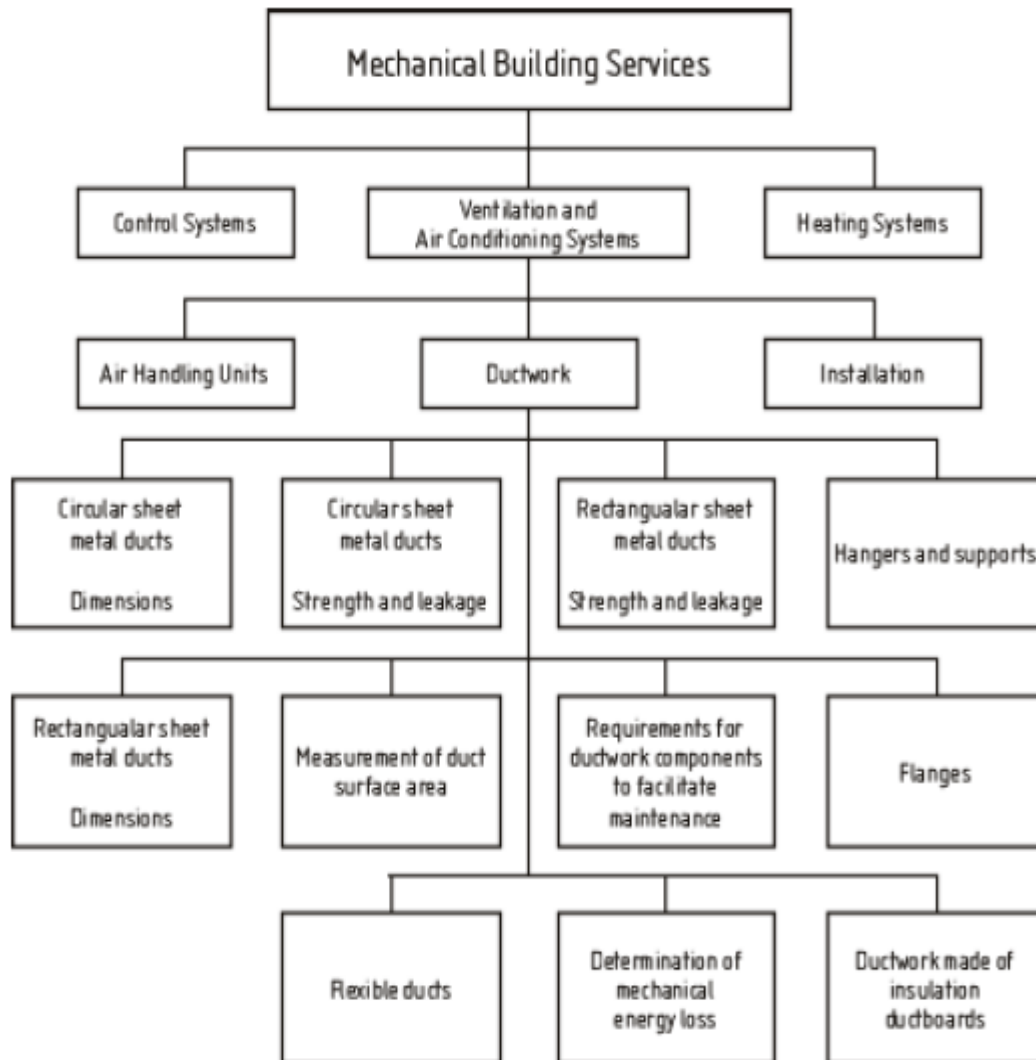 Mechanical Building Services
Control Systems
Ventilation and
Air Conditioning Systems
Heating Systems
Air Handling Units
Ductwork
Installation
Circular sheet
metal ducts
Dimensions
Circular sheet
metal ducts
Strength and leakage
Rectangualar sheet
metal ducts
Strength and leakage
Hangers and supports
Rectangualar sheet
metal ducts
Dimensions
Measurement of duct
surface area
Requirements for
ductwork components
to facilitate
maintenance
Flanges
Flexible ducts
Determination of
mechanical
energy loss
Ductwork made of
insulation
ductboards